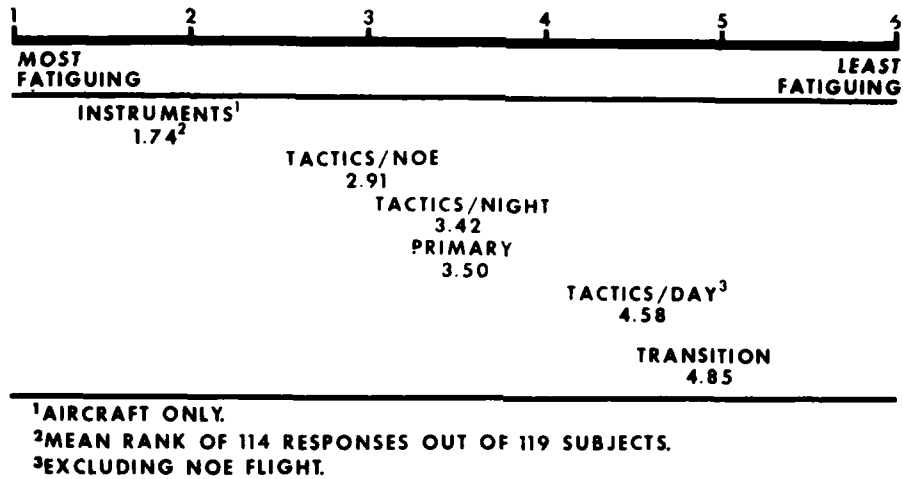 1 2 3 4 5 6
MOST LEAST
FATIGUING FATIGUING
INSTRUMENTS¹
1.74²
TACTICS/NOE
2.91
TACTICS/NIGHT
3.42
PRIMARY
3.50
TACTICS/DAY³
4.58
TRANSITION
4.85
¹AIRCRAFT ONLY.
²MEAN RANK OF 114 RESPONSES OUT OF 119 SUBJECTS.
³EXCLUDING NOE FLIGHT.